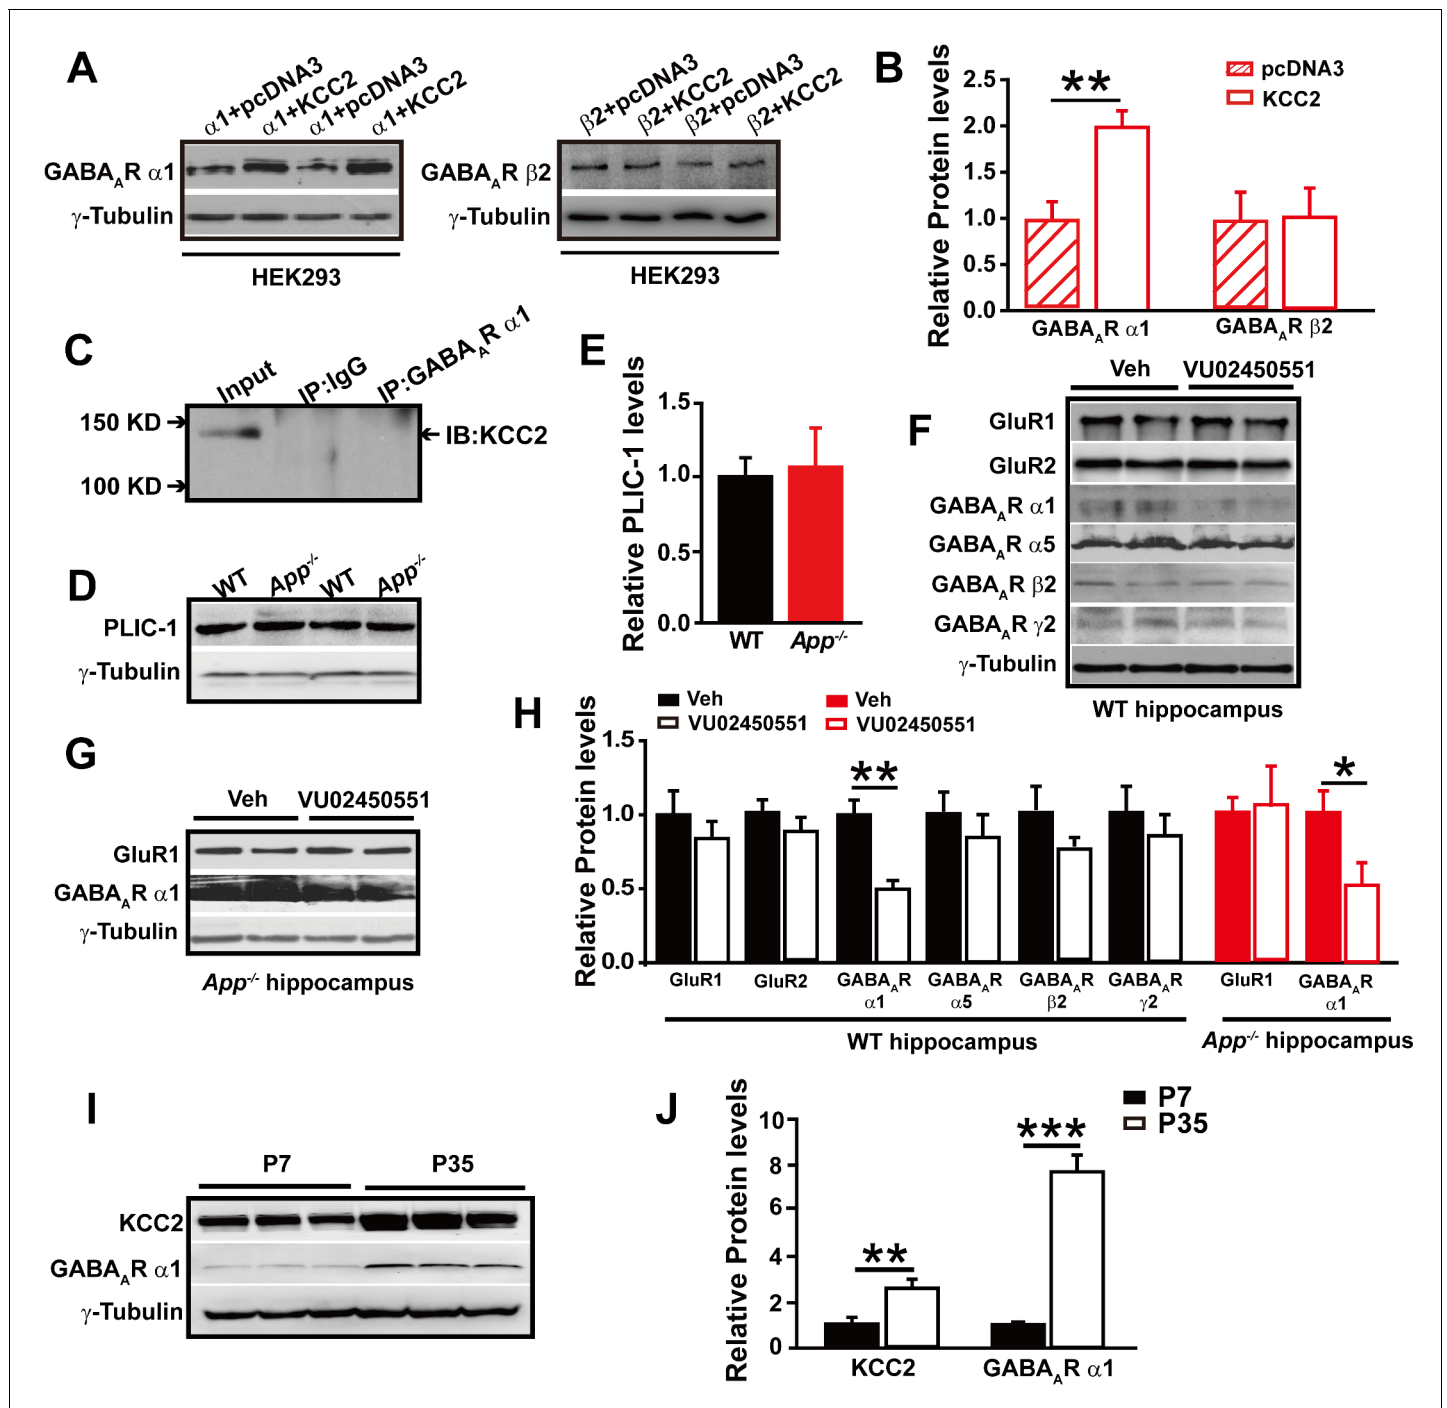 A
α1+pcDNA3
α1+KCC2
α1+pcDNA3
α1+KCC2
GABAAR α1
γ-Tubulin
HEK293
β2+pcDNA3
β2+KCC2
β2+pcDNA3
β2+KCC2
GABAAR β2
γ-Tubulin
HEK293
B
Relative Protein levels
2.5
2.0
1.5
1.0
0.5
0.0
**
pcDNA3
KCC2
GABAAR α1
GABAAR β2
C
Input
IP:IgG
IP:GABAAR α1
150 KD
100 KD
IB:KCC2
D
WT
App-/-
WT
App-/-
PLIC-1
γ-Tubulin
E
Relative PLIC-1 levels
1.5
1.0
0.5
0.0
WT
App-/-
F
Veh
VU02450551
GluR1
GluR2
GABAAR α1
GABAAR α5
GABAAR β2
GABAAR γ2
γ-Tubulin
WT hippocampus
G
Veh
VU02450551
GluR1
GABAAR α1
γ-Tubulin
App-/- hippocampus
H
Relative Protein levels
Veh
VU02450551
Veh
VU02450551
1.5
1.0
0.5
0.0
**
*
GluR1
GluR2
GABAAR α1
GABAAR α5
GABAAR β2
GABAAR γ2
GluR1
GABAAR α1
WT hippocampus
App-/- hippocampus
I
P7
P35
KCC2
GABAAR α1
γ-Tubulin
J
Relative Protein levels
10
8
6
4
2
0
**
***
P7
P35
KCC2
GABAAR α1